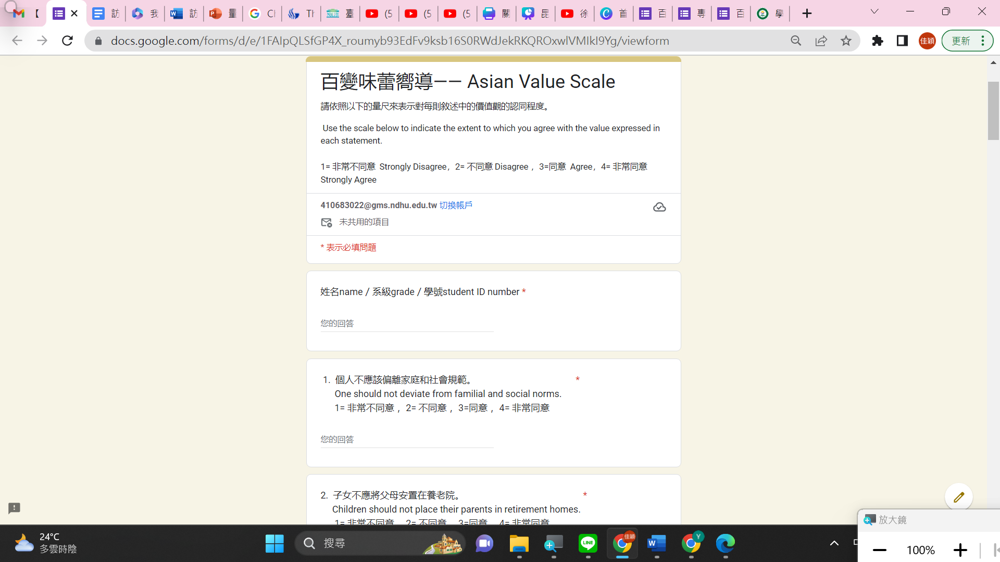 【
訪
我
訪
量
Cl
Th
臺
(5
(5
(5
關
昆
徐
首
百
專
百
學
docs.google.com/forms/d/e/1FAIpQLSfGP4X_roumyb93EdFv9ksb16S0RWdJekRKQROxwlVMIkI9Yg/viewform
佳穎
更新
百變味蕾嚮導—— Asian Value Scale
請依照以下的量尺來表示對每則敘述中的價值觀的認同程度。
Use the scale below to indicate the extent to which you agree with the value expressed in
each statement.
1= 非常不同意 Strongly Disagree，2= 不同意 Disagree ，3=同意 Agree，4= 非常同意
Strongly Agree
410683022@gms.ndhu.edu.tw 切換帳戶
未共用的項目
* 表示必填問題
姓名name / 系級grade / 學號student ID number *
您的回答
1. 個人不應該偏離家庭和社會規範。 *
One should not deviate from familial and social norms.
1= 非常不同意 ，2= 不同意 ，3=同意 ，4= 非常同意
您的回答
2. 子女不應將父母安置在養老院。 *
Children should not place their parents in retirement homes.
1= 非常不同意 ，2= 不同意 ，3=同意 ，4= 非常同意
放大鏡
24°C
多雲時陰
搜尋
LINE
佳穎
Y
100%